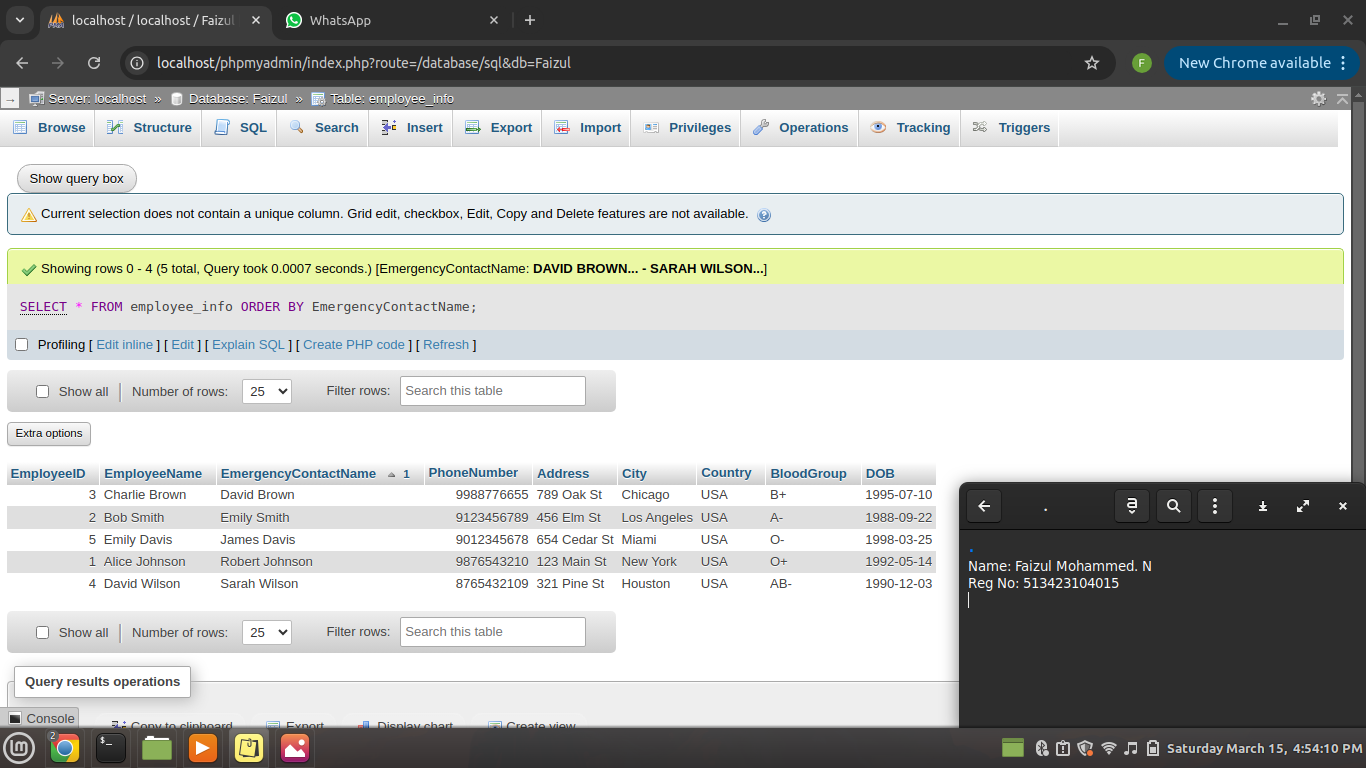 localhost / localhost / Faizul
WhatsApp
localhost/phpmyadmin/index.php?route=/database/sql&db=Faizul
F
New Chrome available
Server: localhost » Database: Faizul » Table: employee_info
Browse Structure SQL Search Insert Export Import Privileges Operations Tracking Triggers
Show query box
Current selection does not contain a unique column. Grid edit, checkbox, Edit, Copy and Delete features are not available.
Showing rows 0 - 4 (5 total, Query took 0.0007 seconds.) [EmergencyContactName: DAVID BROWN... - SARAH WILSON...]
SELECT * FROM employee_info ORDER BY EmergencyContactName;
Profiling [ Edit inline ] [ Edit ] [ Explain SQL ] [ Create PHP code ] [ Refresh ]
Show all Number of rows: 25 Filter rows: Search this table
Extra options
EmployeeID EmployeeName EmergencyContactName 1 PhoneNumber Address City Country BloodGroup DOB
3 Charlie Brown David Brown 9988776655 789 Oak St Chicago USA B+ 1995-07-10
2 Bob Smith Emily Smith 9123456789 456 Elm St Los Angeles USA A- 1988-09-22
5 Emily Davis James Davis 9012345678 654 Cedar St Miami USA O- 1998-03-25
1 Alice Johnson Robert Johnson 9876543210 123 Main St New York USA O+ 1992-05-14
4 David Wilson Sarah Wilson 8765432109 321 Pine St Houston USA AB- 1990-12-03
Show all Number of rows: 25 Filter rows: Search this table
Query results operations
Console
Copy to clipboard Export Display chart Create view
.
.
Name: Faizul Mohammed. N
Reg No: 513423104015
2
Saturday March 15, 4:54:10 PM